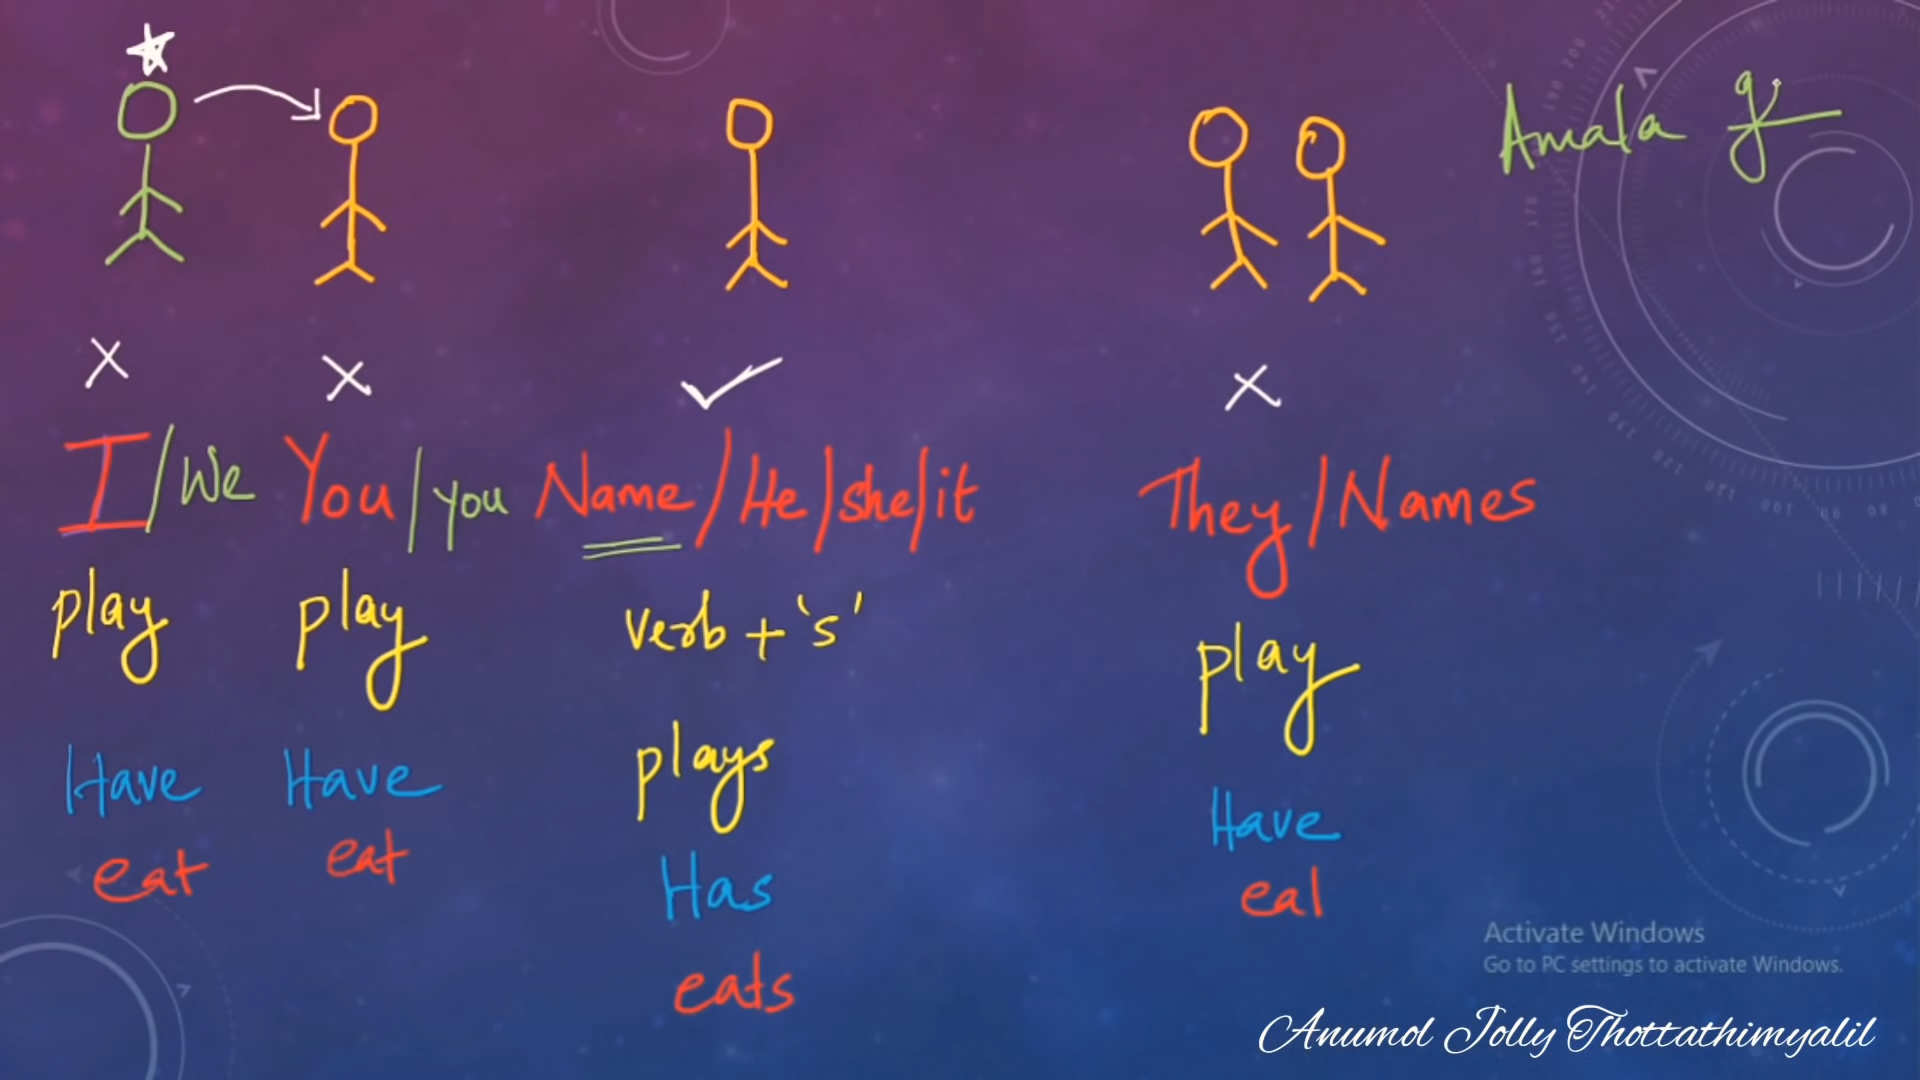 Amala g
I/We You/you Name/He/she/it They/Names
play play verb + 's' play
plays
Have Have Has Have
eat eat eats eal
Activate Windows
Go to PC settings to activate Windows.
Anumol Jolly Thottathimyalil